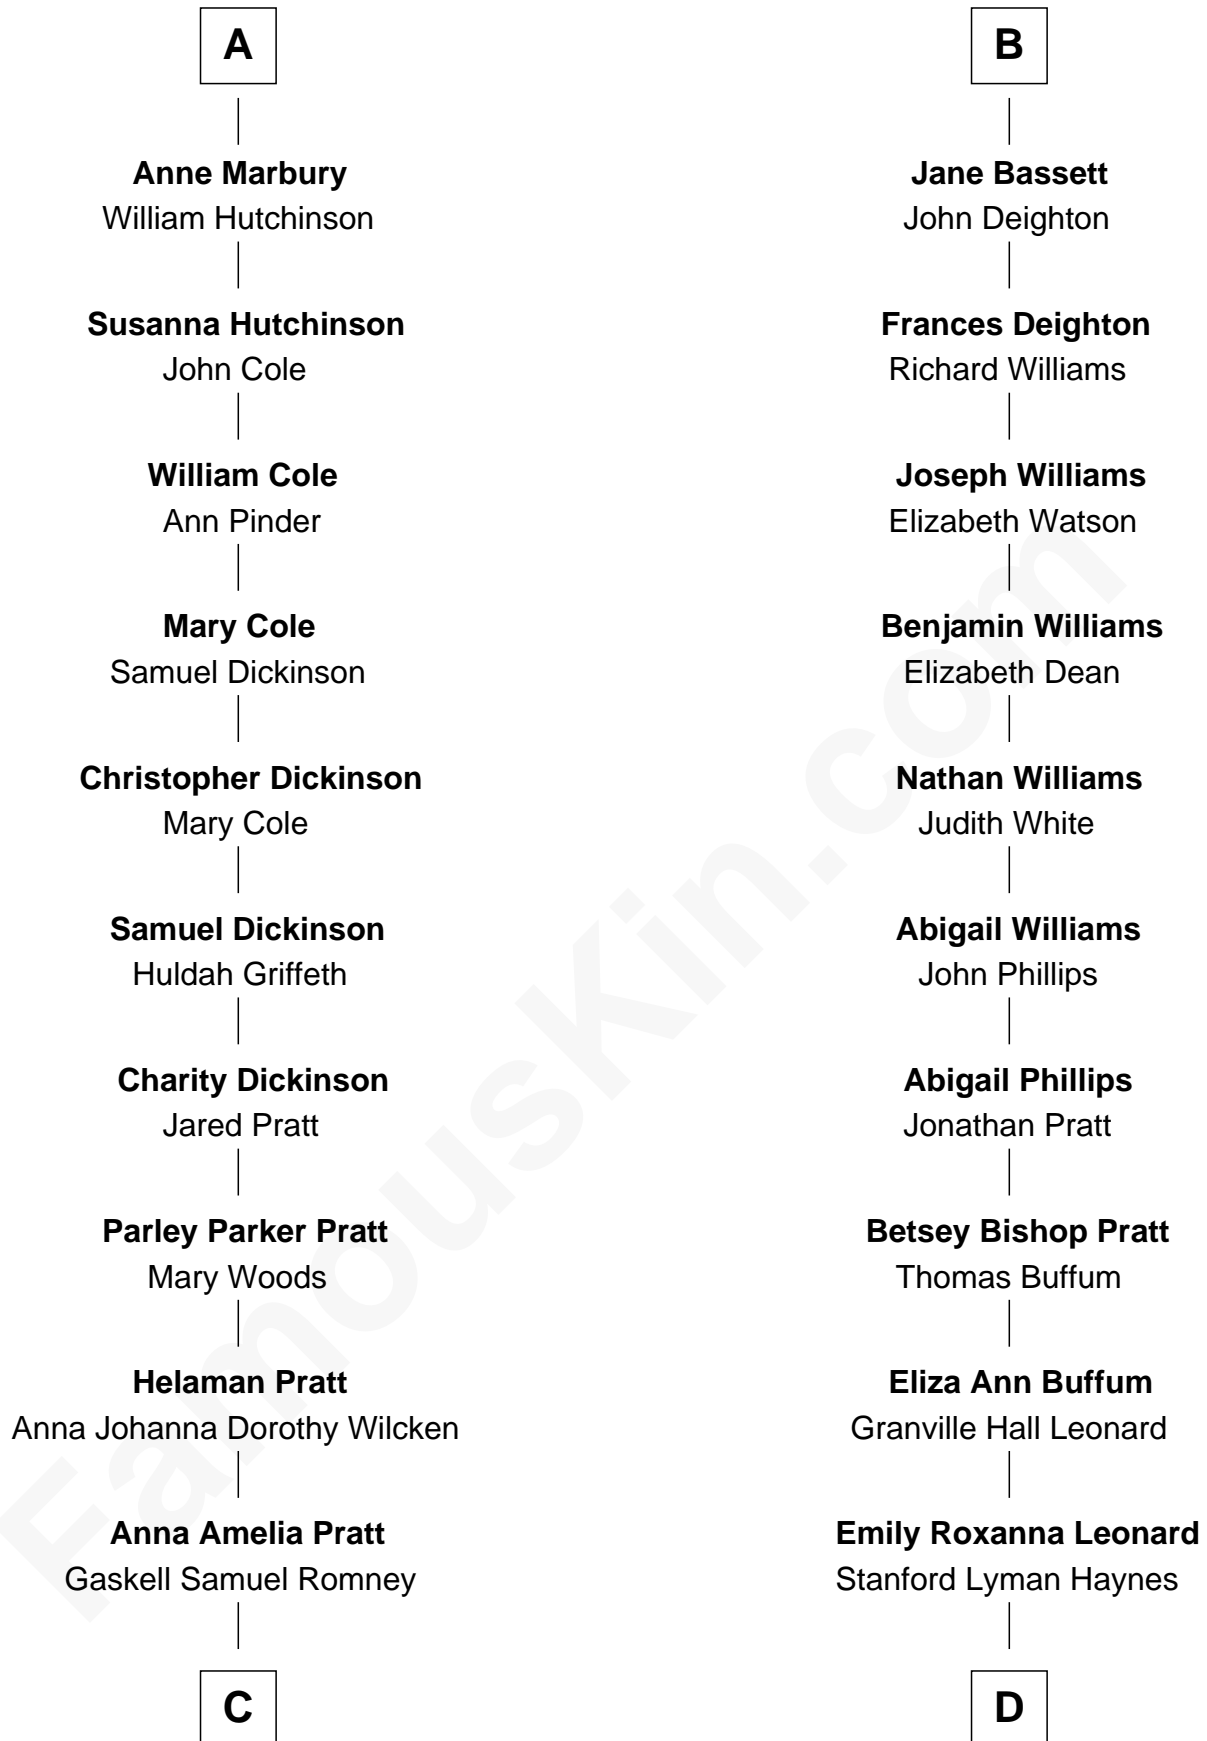 A
Anne Marbury
William Hutchinson
Susanna Hutchinson
John Cole
William Cole
Ann Pinder
Mary Cole
Samuel Dickinson
Christopher Dickinson
Mary Cole
Samuel Dickinson
Huldah Griffeth
Charity Dickinson
Jared Pratt
Parley Parker Pratt
Mary Woods
Helaman Pratt
Anna Johanna Dorothy Wilcken
Anna Amelia Pratt
Gaskell Samuel Romney
C
B
Jane Bassett
John Deighton
Frances Deighton
Richard Williams
Joseph Williams
Elizabeth Watson
Benjamin Williams
Elizabeth Dean
Nathan Williams
Judith White
Abigail Williams
John Phillips
Abigail Phillips
Jonathan Pratt
Betsey Bishop Pratt
Thomas Buffum
Eliza Ann Buffum
Granville Hall Leonard
Emily Roxanna Leonard
Stanford Lyman Haynes
D
FamousKin.com